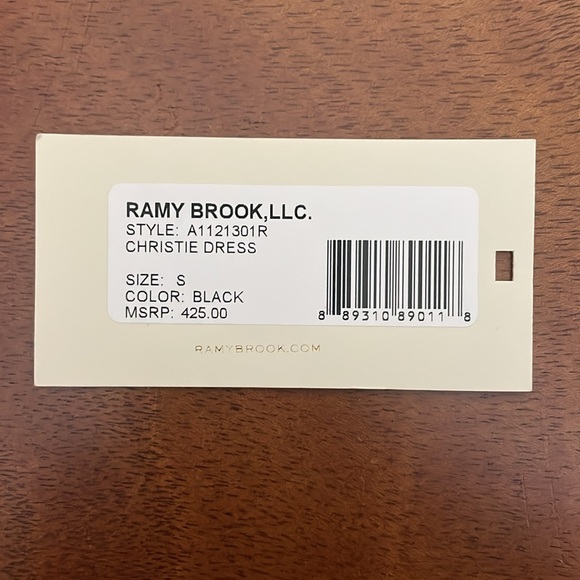 RAMY BROOK,LLC.
STYLE: A1121301R
CHRISTIE DRESS
SIZE: S
COLOR: BLACK
MSRP: 425.00
8 89310 89011 8
RAMYBROOK.COM